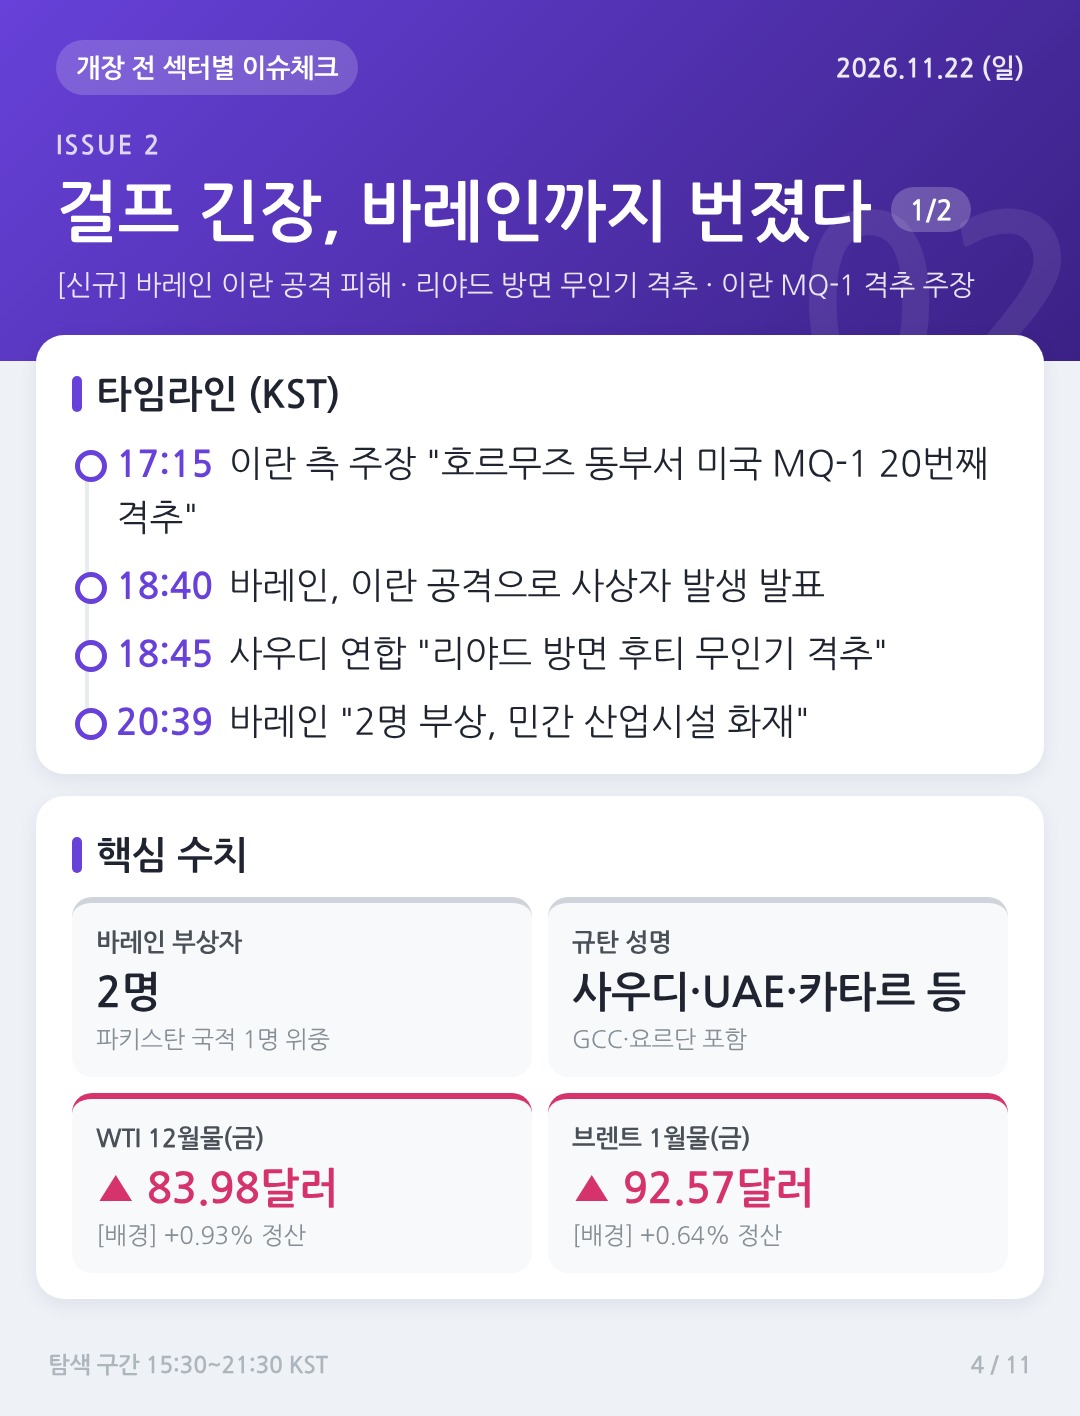 개장 전 섹터별 이슈체크
2026.11.22 (일)
ISSUE 2
걸프 긴장, 바레인까지 번졌다 1/2
02
[신규] 바레인 이란 공격 피해 · 리야드 방면 무인기 격추 · 이란 MQ-1 격추 주장
타임라인 (KST)
17:15 이란 측 주장 "호르무즈 동부서 미국 MQ-1 20번째
격추"
18:40 바레인, 이란 공격으로 사상자 발생 발표
18:45 사우디 연합 "리야드 방면 후티 무인기 격추"
20:39 바레인 "2명 부상, 민간 산업시설 화재"
핵심 수치
바레인 부상자
2명
파키스탄 국적 1명 위중
규탄 성명
사우디·UAE·카타르 등
GCC·요르단 포함
WTI 12월물(금)
▲ 83.98달러
[배경] +0.93% 정산
브렌트 1월물(금)
▲ 92.57달러
[배경] +0.64% 정산
탐색 구간 15:30~21:30 KST
4 / 11